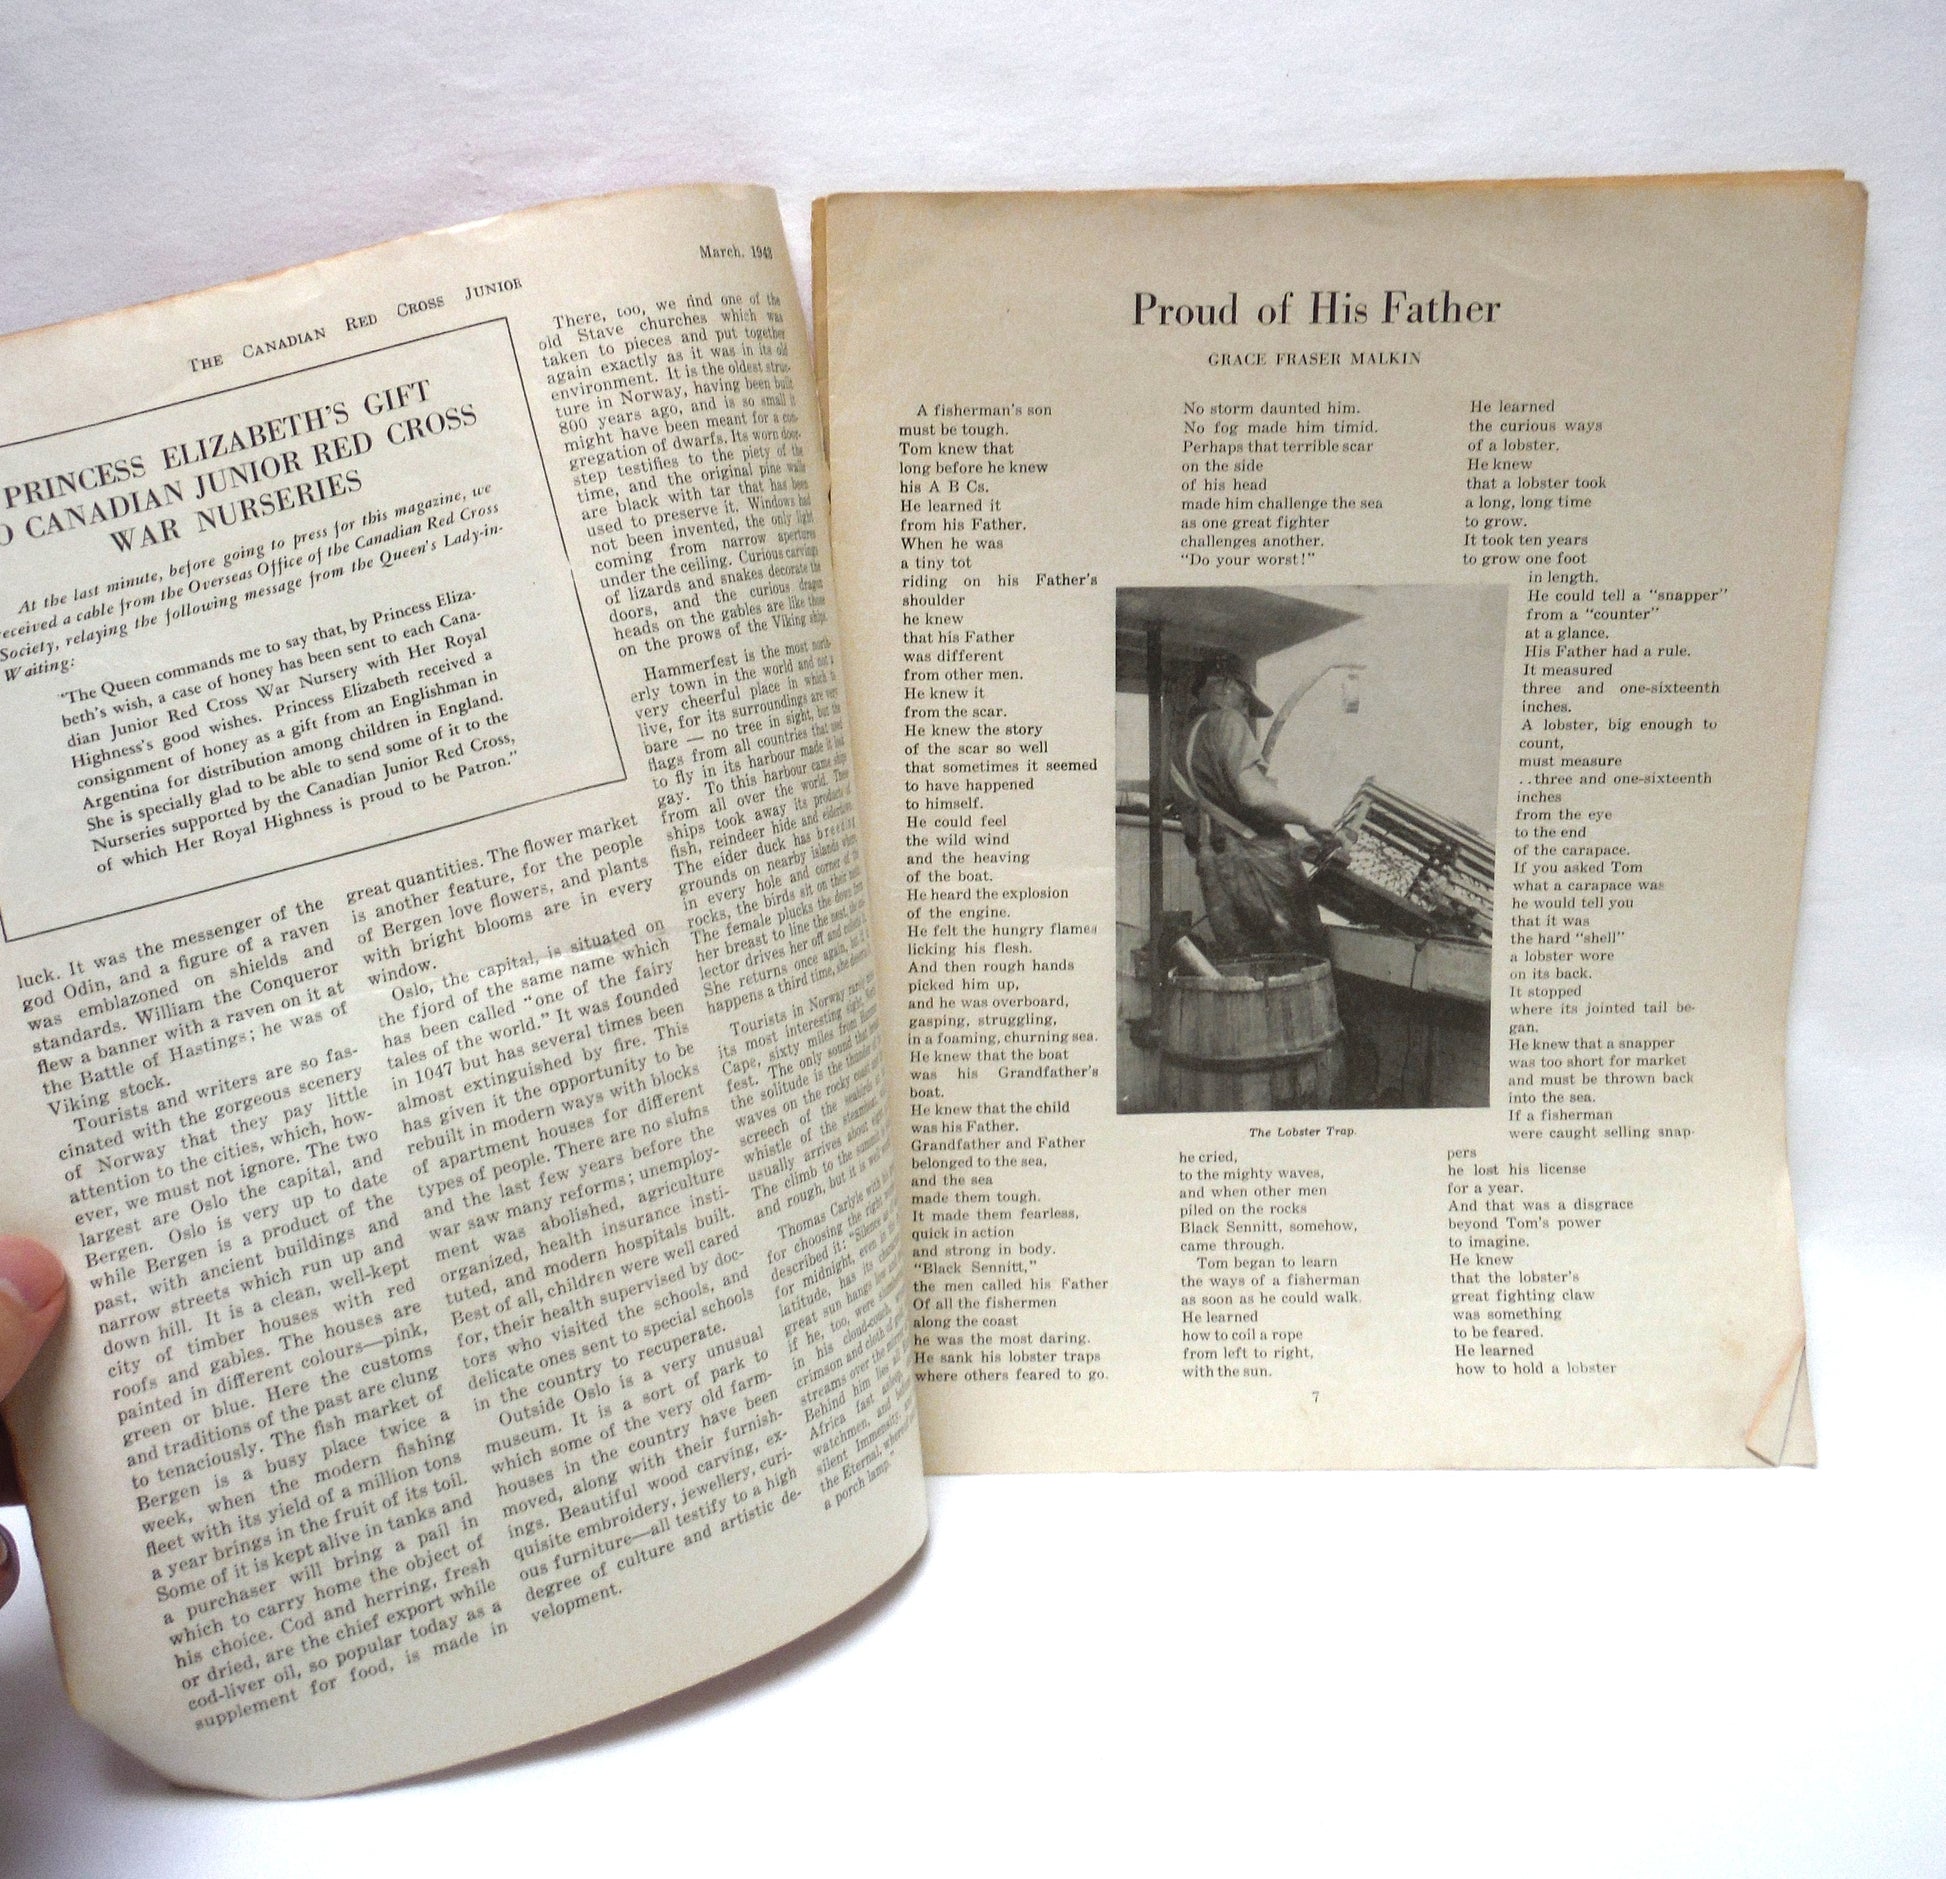 March, 194
THE CANADIAN RED CROSS JUNIOR
PRINCESS ELIZABETH'S GIFT
O CANADIAN JUNIOR RED CROSS
WAR NURSERIES
At the last minute, before going to press for this magazine, we
eceived a cable from the Overseas Office of the Canadian Red Cross
Society, relaying the following message from the Queen's Lady-in-
Waiting:
"The Queen commands me to say that, by Princess Eliza-
beth's wish, a case of honey has been sent to each Cana-
dian Junior Red Cross War Nursery with Her Royal
Highness's good wishes. Princess Elizabeth received a
consignment of honey as a gift from an Englishman in
Argentina for distribution among children in England.
She is specially glad to be able to send some of it to the
Nurseries supported by the Canadian Junior Red Cross,
of which Her Royal Highness is proud to be Patron."
luck. It was the messenger of the
god Odin, and a figure of a raven
was emblazoned on shields and
standards. William the Conqueror
flew a banner with a raven on it at
the Battle of Hastings; he was of
Viking stock.
Tourists and writers are so fas-
cinated with the gorgeous scenery
of Norway that they pay little
attention to the cities, which, how-
ever, we must not ignore. The two
largest are Oslo the capital, and
Bergen. Oslo is very up to date
while Bergen is a product of the
past, with ancient buildings and
narrow streets which run up and
down hill. It is a clean, well-kept
city of timber houses with red
roofs and gables. The houses are
painted in different colours—pink,
green or blue. Here the customs
and traditions of the past are clung
to tenaciously. The fish market of
Bergen is a busy place twice a
week, when the modern fishing
fleet with its yield of a million tons
a year brings in the fruit of its toil.
Some of it is kept alive in tanks and
a purchaser will bring a pail in
which to carry home the object of
his choice. Cod and herring, fresh
or dried, are the chief export while
cod-liver oil, so popular today as a
supplement for food, is made in
great quantities. The flower market
is another feature, for the people
of Bergen love flowers, and plants
with bright blooms are in every
window.
Oslo, the capital, is situated on
the fjord of the same name which
has been called "one of the fairy
tales of the world." It was founded
in 1047 but has several times been
almost extinguished by fire. This
has given it the opportunity to be
rebuilt in modern ways with blocks
of apartment houses for different
types of people. There are no slums
and the last few years before the
war saw many reforms; unemploy-
ment was abolished, agriculture
organized, health insurance insti-
tuted, and modern hospitals built.
Best of all, children were well cared
for, their health supervised by doc-
tors who visited the schools, and
delicate ones sent to special schools
in the country to recuperate.
Outside Oslo is a very unusual
museum. It is a sort of park to
which some of the very old farm-
houses in the country have been
moved, along with their furnish-
ings. Beautiful wood carving, ex-
quisite embroidery, jewellery, curi-
ous furniture—all testify to a high
degree of culture and artistic de-
velopment.
There, too, we find one of the
old Stave churches which was
taken to pieces and put together
again exactly as it was in its old
environment. It is the oldest struc-
ture in Norway, having been built
800 years ago, and is so small it
might have been meant for a con-
gregation of dwarfs. Its worn door-
step testifies to the piety of the
time, and the original pine walls
are black with tar that has been
used to preserve it. Windows had
not been invented, the only light
coming from narrow apertures
under the ceiling. Curious carvings
of lizards and snakes decorate the
doors, and the curious dragon
heads on the gables are like those
on the prows of the Viking ships.
Hammerfest is the most north-
erly town in the world and not a
very cheerful place in which to
live, for its surroundings are very
bare — no tree in sight, but the
flags from all countries that used
to fly in its harbour made it look
gay. To this harbour came ships
from all over the world. These
ships took away its products of
fish, reindeer hide and eiderdown
The eider duck has breeding
grounds on nearby islands where
in every hole and corner of the
rocks, the birds sit on their nests
The female plucks the down from
her breast to line the nest, the
lector drives her off and
She returns once again,
happens a third time, she
Tourists in Norway
its most interesting sight,
Cape, sixty miles from
fest. The only sound that
the solitude is the thunder of
waves on the rocky coast
screech of the seabirds
whistle of the steamboat
usually arrives about
The climb to the summit is
and rough, but it is well
Thomas Carlyle with his
for choosing the right
described it: "Silence as of
for midnight, even in
latitude, has its
great sun hangs low
if he, too, were
in his cloud-couch,
crimson and cloth of
streams over the mirror
Behind him lies all
Africa fast asleep,
watchmen, and before
silent Immensity, and
the Eternal, whereof
a porch lamp."
Proud of His Father
GRACE FRASER MALKIN
A fisherman's son
must be tough.
Tom knew that
long before he knew
his A B Cs.
He learned it
from his Father.
When he was
a tiny tot
riding on his Father's
shoulder
he knew
that his Father
was different
from other men.
He knew it
from the scar.
He knew the story
of the scar so well
that sometimes it seemed
to have happened
to himself.
He could feel
the wild wind
and the heaving
of the boat.
He heard the explosion
of the engine.
He felt the hungry flames
licking his flesh.
And then rough hands
picked him up,
and he was overboard,
gasping, struggling,
in a foaming, churning sea.
He knew that the boat
was his Grandfather's
boat.
He knew that the child
was his Father.
Grandfather and Father
belonged to the sea,
and the sea
made them tough.
It made them fearless,
quick in action
and strong in body.
"Black Sennitt,"
the men called his Father
Of all the fishermen
along the coast
he was the most daring.
He sank his lobster traps
where others feared to go.
No storm daunted him.
No fog made him timid.
Perhaps that terrible scar
on the side
of his head
made him challenge the sea
as one great fighter
challenges another.
"Do your worst!"
The Lobster Trap.
he cried,
to the mighty waves,
and when other men
piled on the rocks
Black Sennitt, somehow,
came through.
Tom began to learn
the ways of a fisherman
as soon as he could walk.
He learned
how to coil a rope
from left to right,
with the sun.
He learned
the curious ways
of a lobster.
He knew
that a lobster took
a long, long time
to grow.
It took ten years
to grow one foot
in length.
He could tell a "snapper"
from a "counter"
at a glance.
His Father had a rule.
It measured
three and one-sixteenth
inches.
A lobster, big enough to
count,
must measure
..three and one-sixteenth
inches
from the eye
to the end
of the carapace.
If you asked Tom
what a carapace was
he would tell you
that it was
the hard "shell"
a lobster wore
on its back.
It stopped
where its jointed tail be-
gan.
He knew that a snapper
was too short for market
and must be thrown back
into the sea.
If a fisherman
were caught selling snap-
pers
he lost his license
for a year.
And that was a disgrace
beyond Tom's power
to imagine.
He knew
that the lobster's
great fighting claw
was something
to be feared.
He learned
how to hold a lobster
7